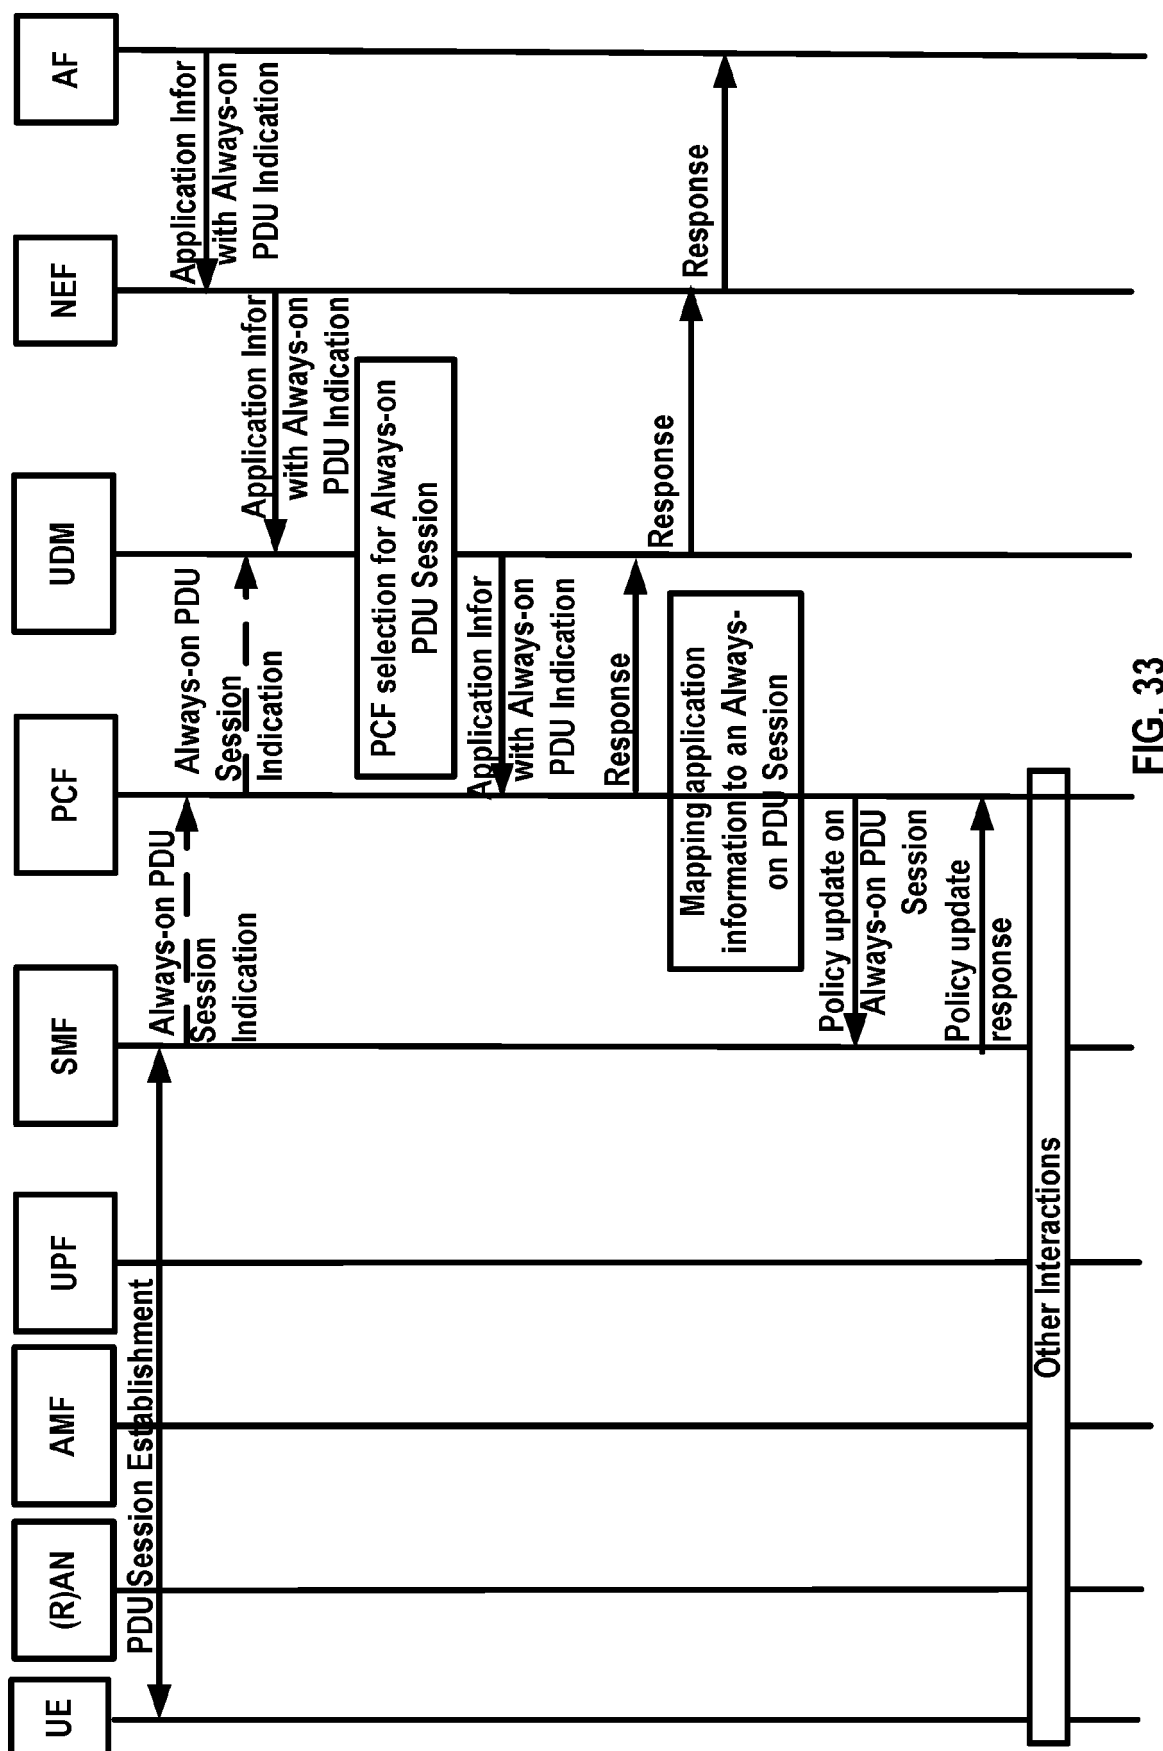 UE
(R)AN
AMF
UPF
SMF
PCF
UDM
NEF
AF
PDU Session Establishment
Always-on PDU
Session
Indication
Always-on PDU
Session
Indication
Application Infor
with Always-on
PDU Indication
Application Infor
with Always-on
PDU Indication
PCF selection for Always-on
PDU Session
Application Infor
with Always-on
PDU Indication
Response
Response
Response
Mapping application
information to an Always-
on PDU Session
Policy update on
Always-on PDU
Session
Policy update
response
Other Interactions
FIG. 33